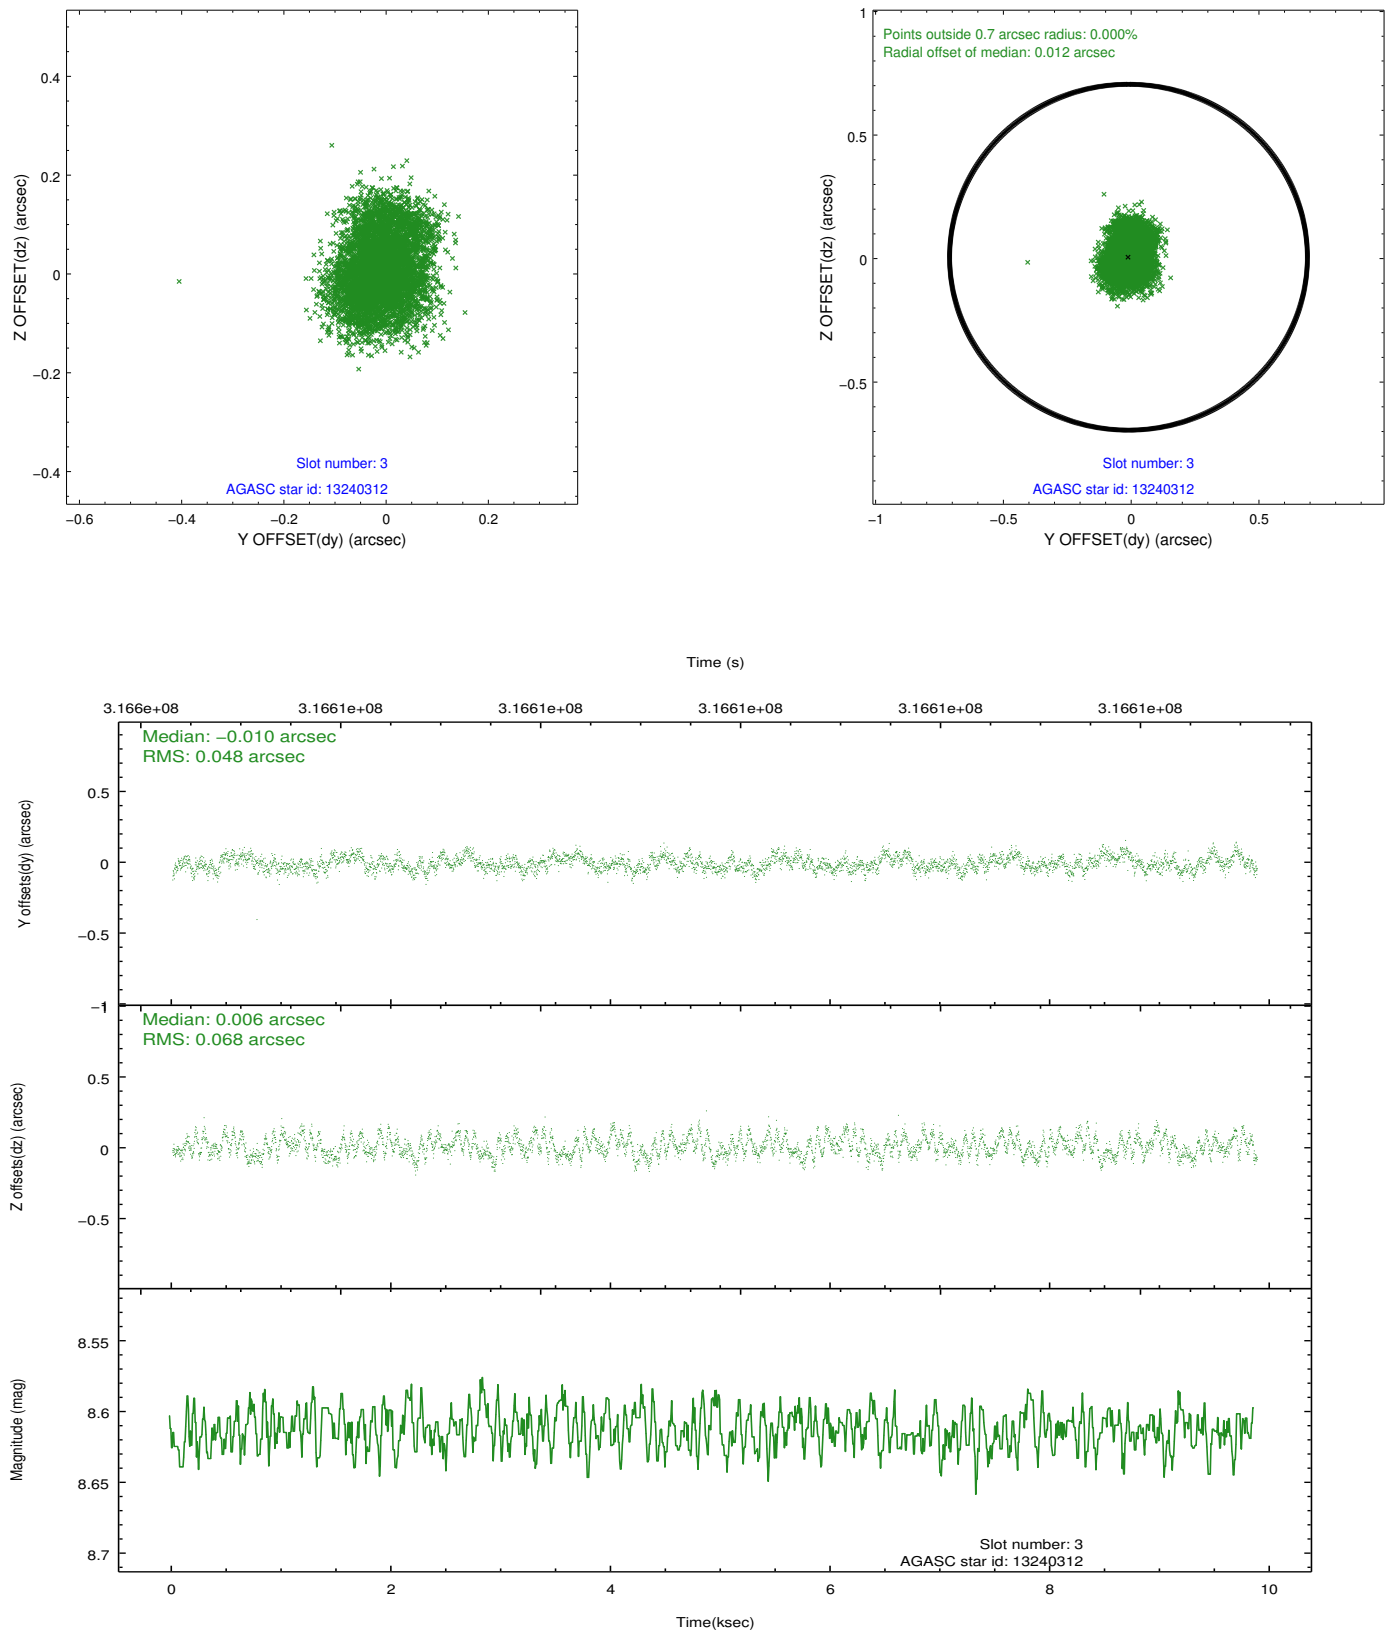 0.4
0.2
0
−0.2
−0.4
Z OFFSET(dz) (arcsec)
Slot number: 3
AGASC star id: 13240312
−0.6 −0.4 −0.2 0 0.2
Y OFFSET(dy) (arcsec)
Points outside 0.7 arcsec radius: 0.000%
Radial offset of median: 0.012 arcsec
1
0.5
0
−0.5
Z OFFSET(dz) (arcsec)
Slot number: 3
AGASC star id: 13240312
−1 −0.5 0 0.5
Y OFFSET(dy) (arcsec)
Time (s)
3.166e+08 3.1661e+08 3.1661e+08 3.1661e+08 3.1661e+08 3.1661e+08
Median: −0.010 arcsec
RMS: 0.048 arcsec
0.5
0
−0.5
−1
Y offsets(dy) (arcsec)
Median: 0.006 arcsec
RMS: 0.068 arcsec
0.5
0
−0.5
Z offsets(dz) (arcsec)
8.55
8.6
8.65
8.7
Magnitude (mag)
Slot number: 3
AGASC star id: 13240312
0 2 4 6 8 10
Time(ksec)